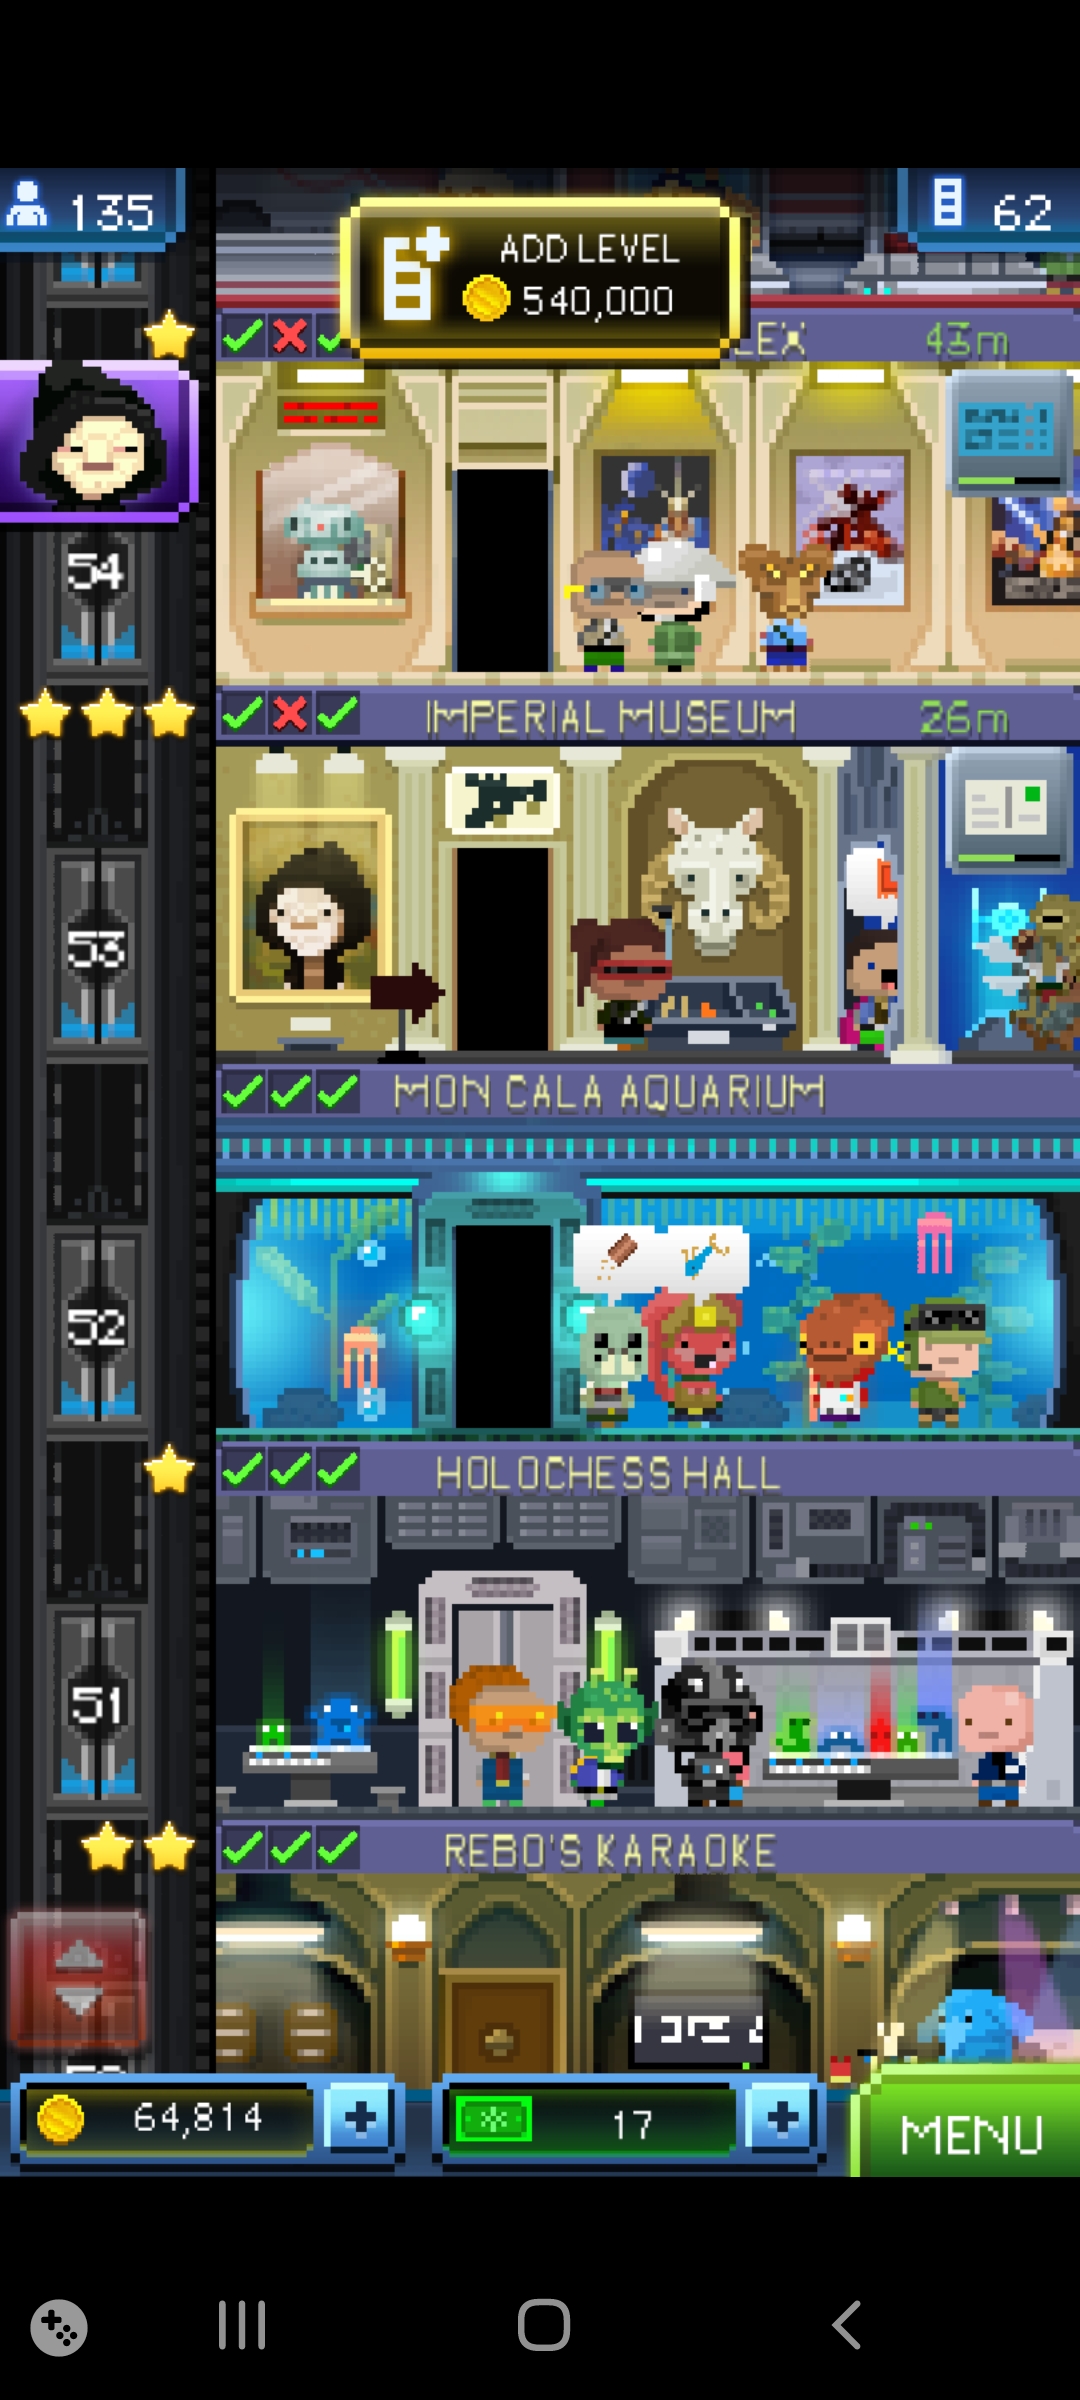 135
62
ADD LEVEL
540,000
LEX 43m
54
IMPERIAL MUSEUM 26m
53
MON CALA AQUARIUM
52
HOLOCHESS HALL
51
REBO'S KARAOKE
64,814
17
MENU